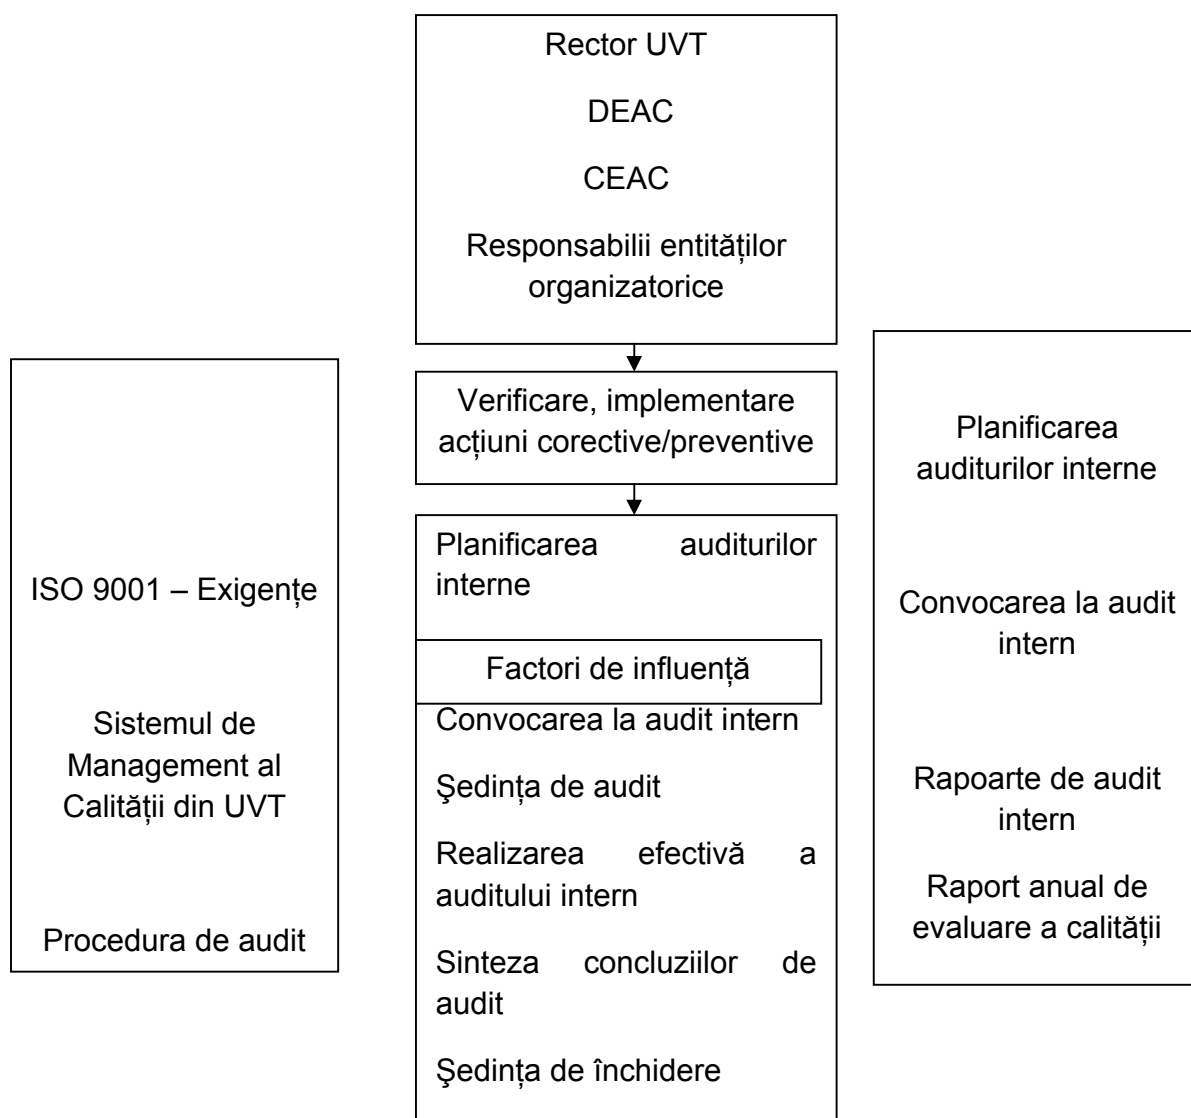 Rector UVT
DEAC
CEAC
Responsabilii entităților
organizatorice
Verificare, implementare
acțiuni corective/preventive
Planificarea auditurilor
interne
Factori de influență
Convocarea la audit intern
Şedința de audit
Realizarea efectivă a
auditului intern
Sinteza concluziilor de
audit
Şedința de închidere
ISO 9001 – Exigențe
Sistemul de
Management al
Calității din UVT
Procedura de audit
Planificarea
auditurilor interne
Convocarea la audit
intern
Rapoarte de audit
intern
Raport anual de
evaluare a calității